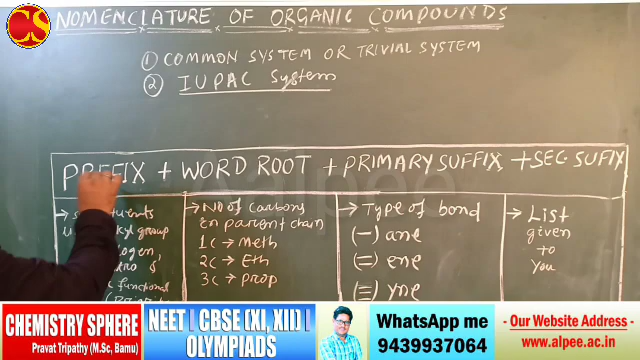 CS
NOMENCLATURE OF ORGANIC COMPOUNDS
① COMMON SYSTEM OR TRIVIAL SYSTEM
② IUPAC System
PREFIX + WORD ROOT + PRIMARY SUFFIX + SEC. SUFIX
→ No of Carbons
in parent chain
1C → Meth
2C → Eth
3C → Prop
→ Type of bond
(−) ane
(=) ene
(≡) yne
→ List
given
to
you
group
functional
Alpee
CHEMISTRY SPHERE
Pravat Tripathy (M.Sc, Bamu)
NEET | CBSE (XI, XII) |
OLYMPIADS
WhatsApp me
9439937064
- Our Website Address -
www.alpee.ac.in